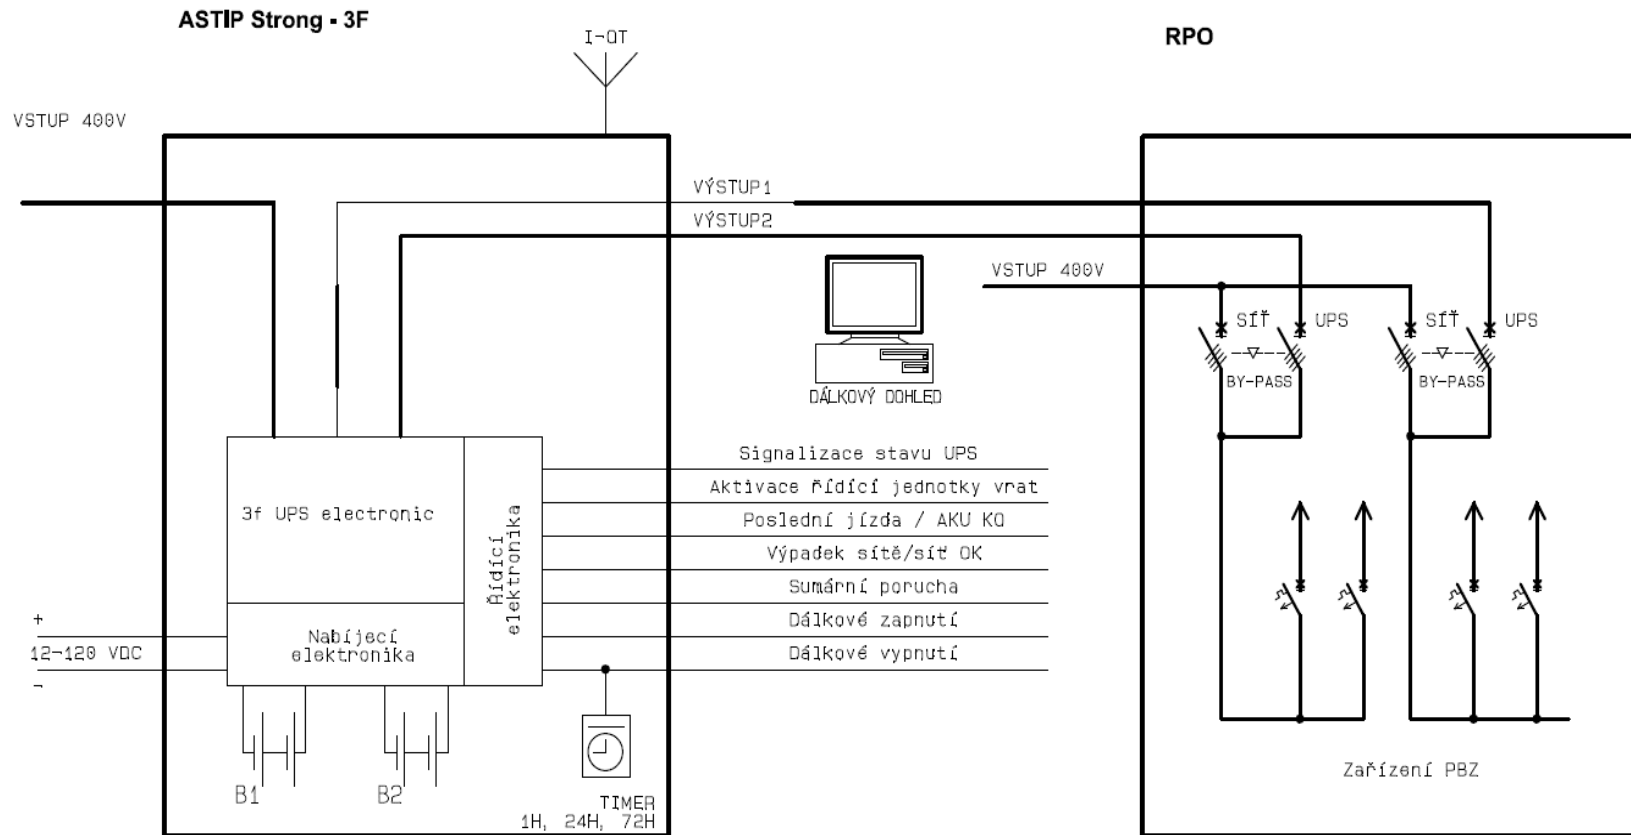 ASTIP Strong - 3F
I-QT
RPO
VSTUP 400V
VÝSTUP1
VÝSTUP2
VSTUP 400V
SÍŤ
UPS
SÍŤ
UPS
BY-PASS
BY-PASS
DÁLKOVÝ DOHLED
Signalizace stavu UPS
Aktivace řídící jednotky vrat
Poslední jízda / AKU KO
Výpadek sítě/síť OK
Sumární porucha
Dálkové zapnutí
Dálkové vypnutí
3f UPS electronic
Řídící
elektronika
Nabíjecí
elektronika
+
12-120 VDC
-
B1
B2
TIMER
1H, 24H, 72H
Zařízení PBZ